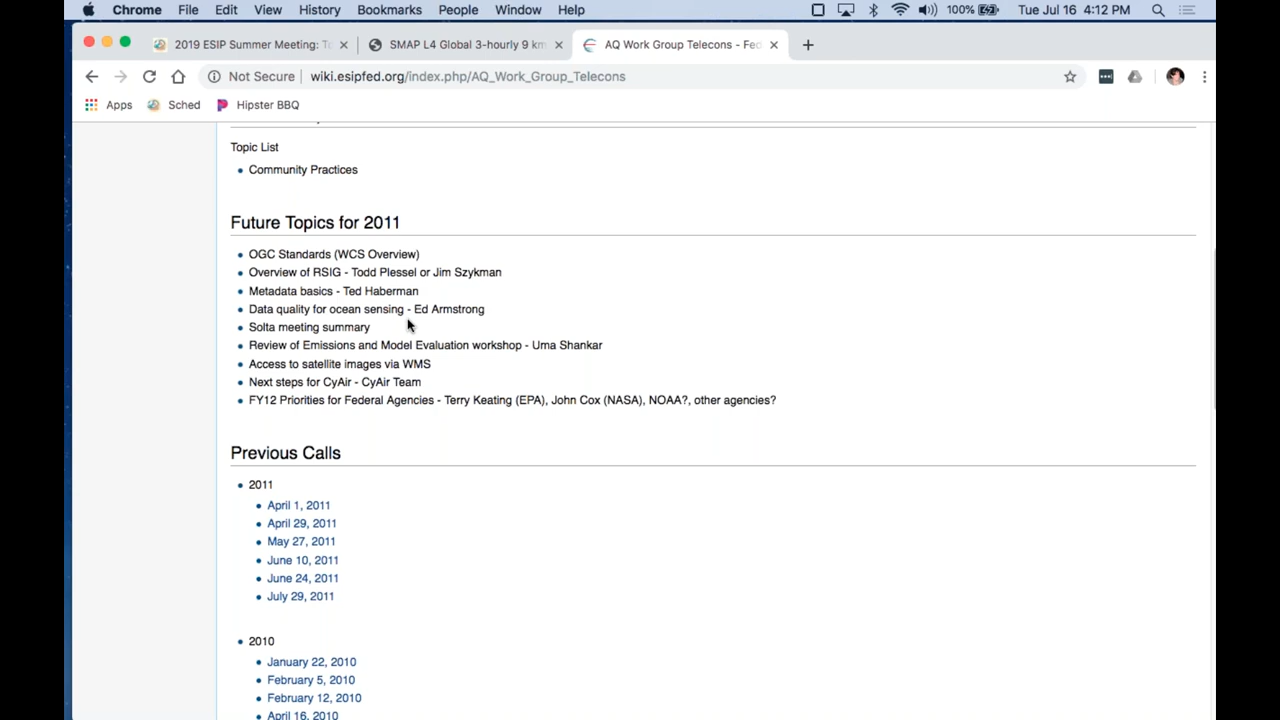 Chrome File Edit View History Bookmarks People Window Help 100% Tue Jul 16 4:12 PM
2019 ESIP Summer Meeting: SMAP L4 Global 3-hourly 9 km AQ Work Group Telecons - Fed
Not Secure wiki.esipfed.org/index.php/AQ_Work_Group_Telecons
Apps Sched Hipster BBQ
Topic List
Community Practices
Future Topics for 2011
OGC Standards (WCS Overview)
Overview of RSIG - Todd Plessel or Jim Szykman
Metadata basics - Ted Haberman
Data quality for ocean sensing - Ed Armstrong
Solta meeting summary
Review of Emissions and Model Evaluation workshop - Uma Shankar
Access to satellite images via WMS
Next steps for CyAir - CyAir Team
FY12 Priorities for Federal Agencies - Terry Keating (EPA), John Cox (NASA), NOAA?, other agencies?
Previous Calls
2011
April 1, 2011
April 29, 2011
May 27, 2011
June 10, 2011
June 24, 2011
July 29, 2011
2010
January 22, 2010
February 5, 2010
February 12, 2010
April 16, 2010